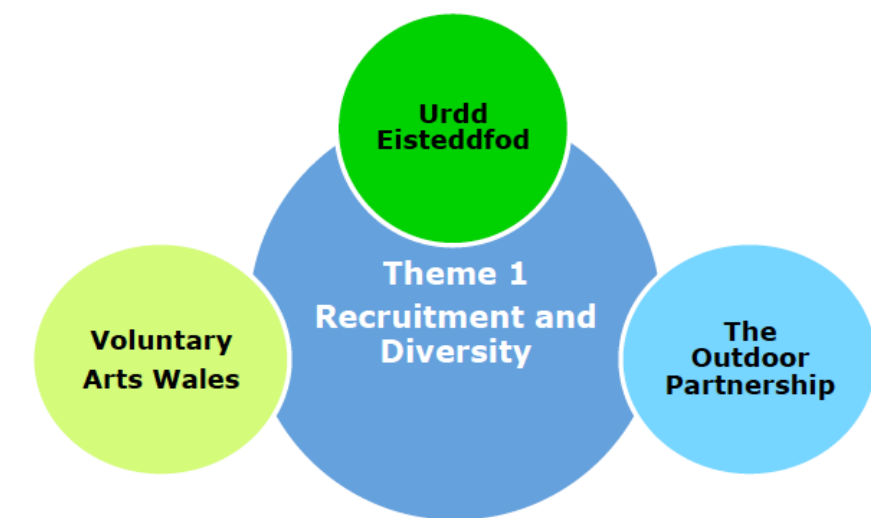 Urdd
Eisteddfod
Theme 1
Recruitment and
Diversity
Voluntary
Arts Wales
The
Outdoor
Partnership